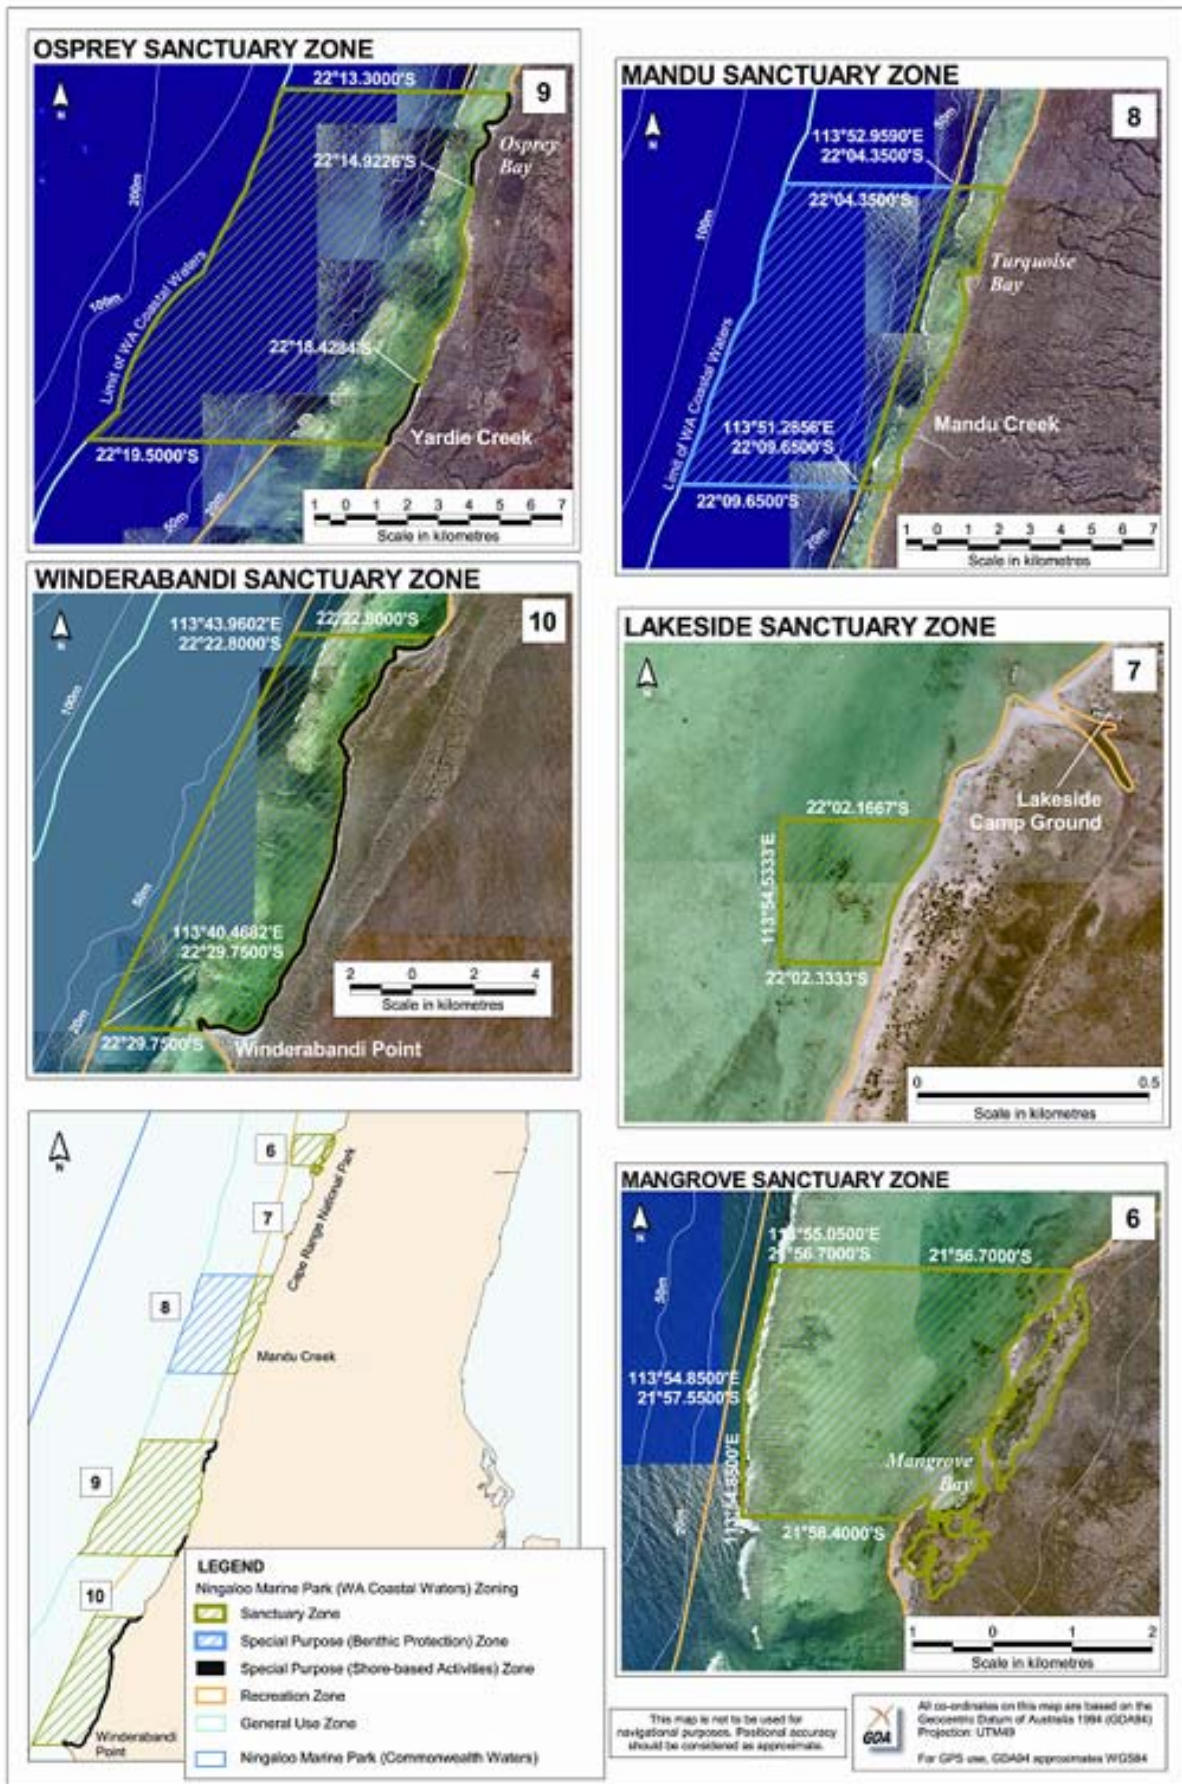 OSPREY SANCTUARY ZONE
9
22°13.3000'S
N
Osprey
Bay
22°14.9226'S
200m
100m
Limit of WA Coastal Waters
22°18.4284'S
Yardie Creek
22°19.5000'S
50m
20m
1 0 1 2 3 4 5 6 7
Scale in kilometres
MANDU SANCTUARY ZONE
8
50m
N
113°52.9590'E
22°04.3500'S
22°04.3500'S
100m
Turquoise
Bay
Limit of WA Coastal Waters
113°51.2656'E
22°09.6500'S
Mandu Creek
22°09.6500'S
20m
1 0 1 2 3 4 5 6 7
Scale in kilometres
WINDERABANDI SANCTUARY ZONE
10
N
113°43.9602'E
22°22.8000'S
22°22.8000'S
100m
50m
113°40.4682'E
22°29.7500'S
20m
22°29.7500'S
Winderabandi Point
2 0 2 4
Scale in kilometres
LAKESIDE SANCTUARY ZONE
7
N
22°02.1667'S
113°54.5333'E
22°02.3333'S
Lakeside
Camp Ground
0 0.5
Scale in kilometres
N
6
7
8
9
10
Cape Range National Park
Mandu Creek
Winderabandi
Point
LEGEND
Ningaloo Marine Park (WA Coastal Waters) Zoning
Sanctuary Zone
Special Purpose (Benthic Protection) Zone
Special Purpose (Shore-based Activities) Zone
Recreation Zone
General Use Zone
Ningaloo Marine Park (Commonwealth Waters)
MANGROVE SANCTUARY ZONE
6
N
113°55.0500'E
21°56.7000'S
21°56.7000'S
50m
113°54.8500'E
21°57.5500'S
113°54.8500'E
20m
Mangrove
Bay
21°58.4000'S
1 0 1 2
Scale in kilometres
This map is not to be used for
navigational purposes. Positional accuracy
should be considered as approximate.
GDA
All co-ordinates on this map are based on the
Geocentric Datum of Australia 1994 (GDA94)
Projection: UTM49
For GPS use, GDA94 approximates WGS84